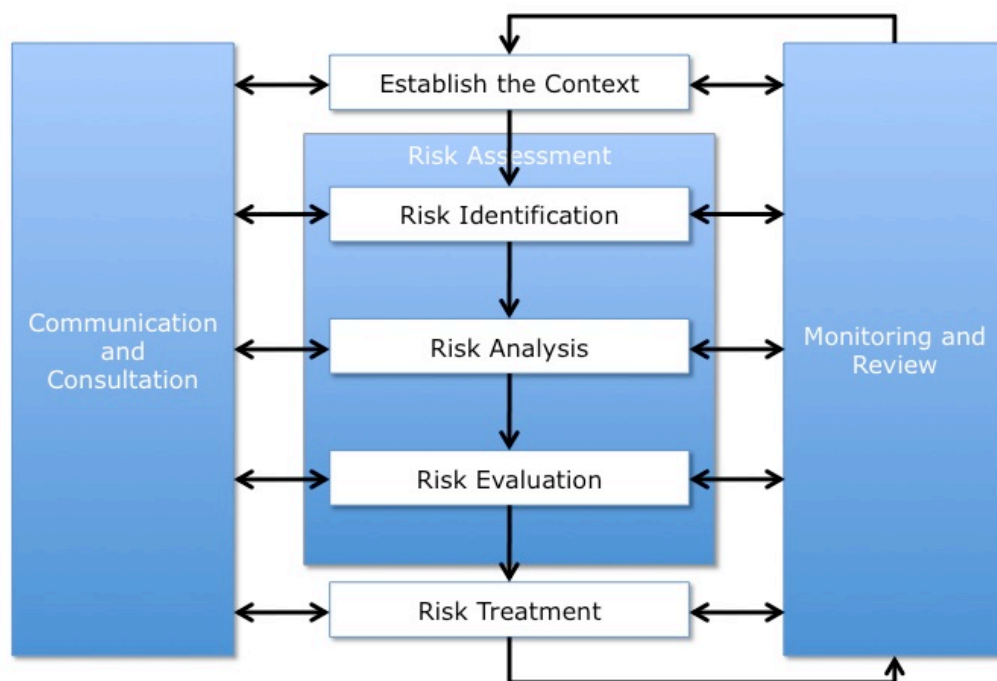 Establish the Context
Risk Assessment
Risk Identification
Communication
and
Consultation
Risk Analysis
Monitoring and
Review
Risk Evaluation
Risk Treatment